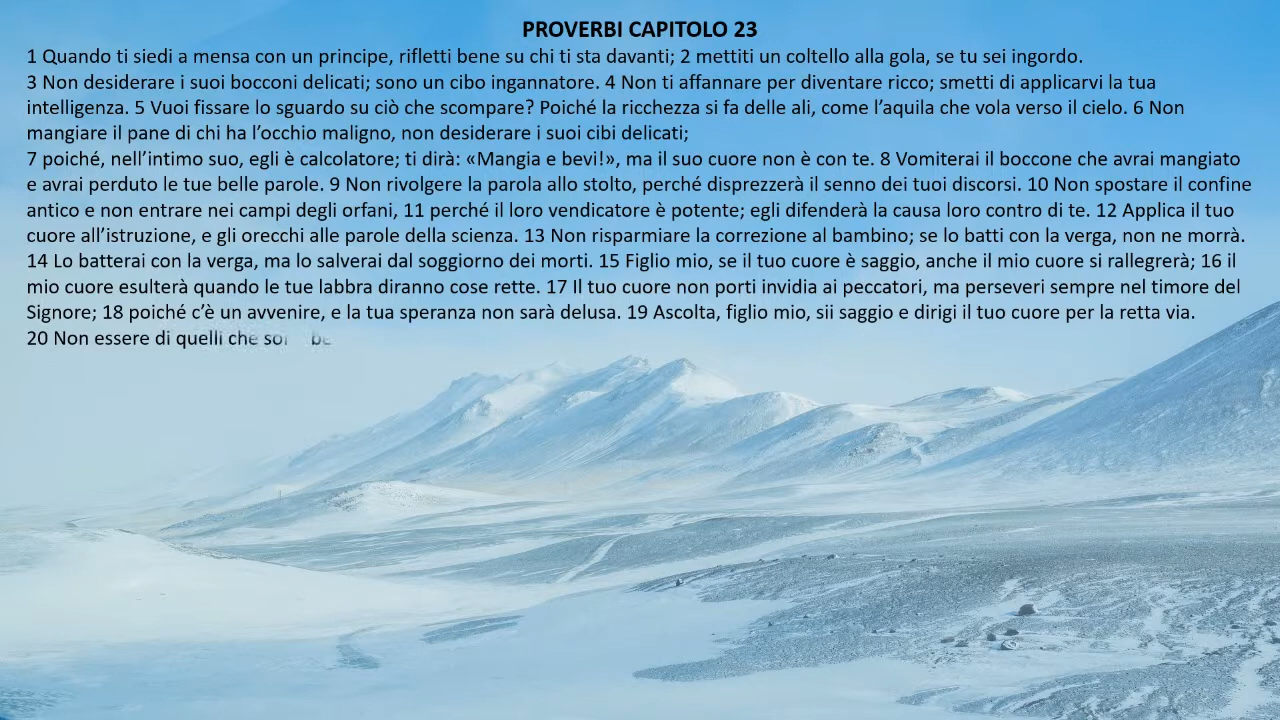 PROVERBI CAPITOLO 23
1 Quando ti siedi a mensa con un principe, rifletti bene su chi ti sta davanti; 2 mettiti un coltello alla gola, se tu sei ingordo.
3 Non desiderare i suoi bocconi delicati; sono un cibo ingannatore. 4 Non ti affannare per diventare ricco; smetti di applicarvi la tua
intelligenza. 5 Vuoi fissare lo sguardo su ciò che scompare? Poiché la ricchezza si fa delle ali, come l’aquila che vola verso il cielo. 6 Non
mangiare il pane di chi ha l’occhio maligno, non desiderare i suoi cibi delicati;
7 poiché, nell’intimo suo, egli è calcolatore; ti dirà: «Mangia e bevi!», ma il suo cuore non è con te. 8 Vomiterai il boccone che avrai mangiato
e avrai perduto le tue belle parole. 9 Non rivolgere la parola allo stolto, perché disprezzerà il senno dei tuoi discorsi. 10 Non spostare il confine
antico e non entrare nei campi degli orfani, 11 perché il loro vendicatore è potente; egli difenderà la causa loro contro di te. 12 Applica il tuo
cuore all’istruzione, e gli orecchi alle parole della scienza. 13 Non risparmiare la correzione al bambino; se lo batti con la verga, non ne morrà.
14 Lo batterai con la verga, ma lo salverai dal soggiorno dei morti. 15 Figlio mio, se il tuo cuore è saggio, anche il mio cuore si rallegrerà; 16 il
mio cuore esulterà quando le tue labbra diranno cose rette. 17 Il tuo cuore non porti invidia ai peccatori, ma perseveri sempre nel timore del
Signore; 18 poiché c’è un avvenire, e la tua speranza non sarà delusa. 19 Ascolta, figlio mio, sii saggio e dirigi il tuo cuore per la retta via.
20 Non essere di quelli che